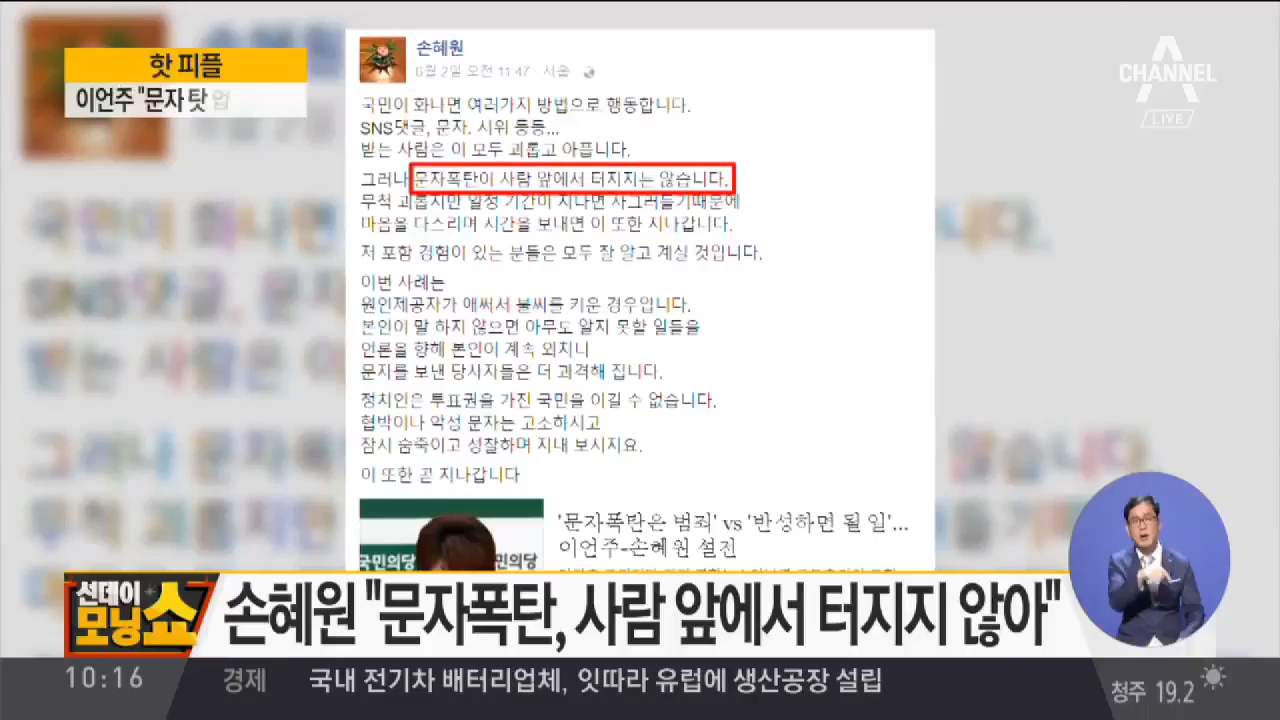 핫 피플
이언주 "문자 탓 업
CHANNEL
LIVE
손혜원
6월 2일 오전 11:47 · 서울
국민이 화나면 여러가지 방법으로 행동합니다.
SNS댓글, 문자, 시위 등등...
받는 사람은 이 모두 괴롭고 아픕니다.
그러나 문자폭탄이 사람 앞에서 터지지는 않습니다.
무척 괴롭지만 일정 기간이 지나면 사그러들기때문에
마음을 다스리며 시간을 보내면 이 또한 지나갑니다.
저 포함 경험이 있는 분들은 모두 잘 알고 계실 것입니다.
이번 사례는
원인제공자가 애써서 불씨를 키운 경우입니다.
본인이 말 하지 않으면 아무도 알지 못할 일들을
언론을 향해 본인이 계속 외치니
문자를 보낸 당사자들은 더 과격해 집니다.
정치인은 투표권을 가진 국민을 이길 수 없습니다.
협박이나 악성 문자는 고소하시고
잠시 숨죽이고 성찰하며 지내 보시지요.
이 또한 곧 지나갑니다
국민의당
민의당
'문자폭탄은 범죄' vs '반성하면 될 일'...
이언주-손혜원 설전
선데이
모닝쇼
손혜원 "문자폭탄, 사람 앞에서 터지지 않아"
10:16 경제 국내 전기차 배터리업체, 잇따라 유럽에 생산공장 설립
청주 19.2